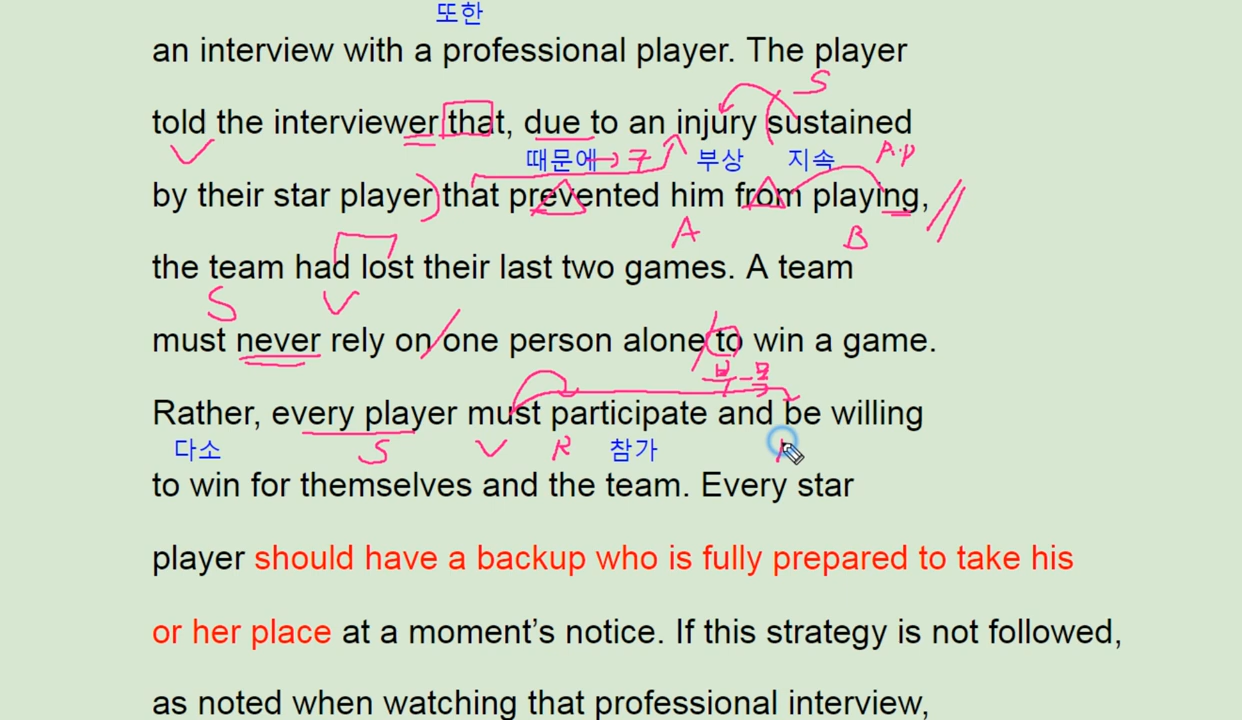 또한
an interview with a professional player. The player
S
told the interviewer that, due to an injury sustained
때문에 → 구 부상 지속 P.P
by their star player) that prevented him from playing,
A B
the team had lost their last two games. A team
S V
must never rely on one person alone to win a game.
부-목
Rather, every player must participate and be willing
다소 S V R 참가
to win for themselves and the team. Every star
player should have a backup who is fully prepared to take his
or her place at a moment’s notice. If this strategy is not followed,
as noted when watching that professional interview,